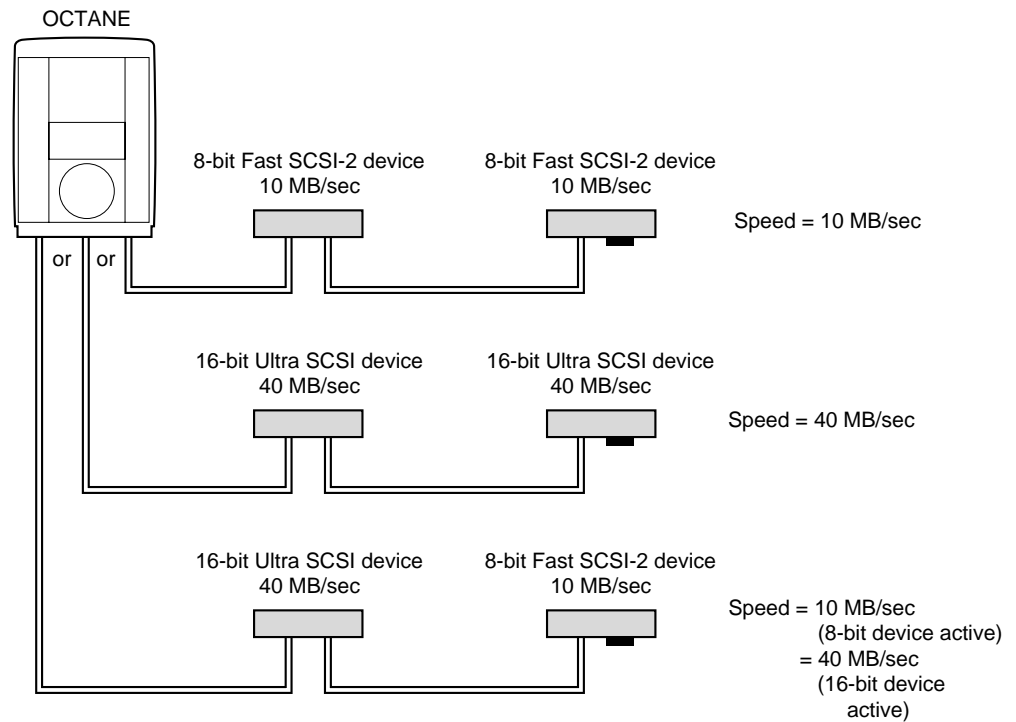 OCTANE
or or
8-bit Fast SCSI-2 device
10 MB/sec
8-bit Fast SCSI-2 device
10 MB/sec
Speed = 10 MB/sec
16-bit Ultra SCSI device
40 MB/sec
16-bit Ultra SCSI device
40 MB/sec
Speed = 40 MB/sec
16-bit Ultra SCSI device
40 MB/sec
8-bit Fast SCSI-2 device
10 MB/sec
Speed = 10 MB/sec
(8-bit device active)
= 40 MB/sec
(16-bit device
active)